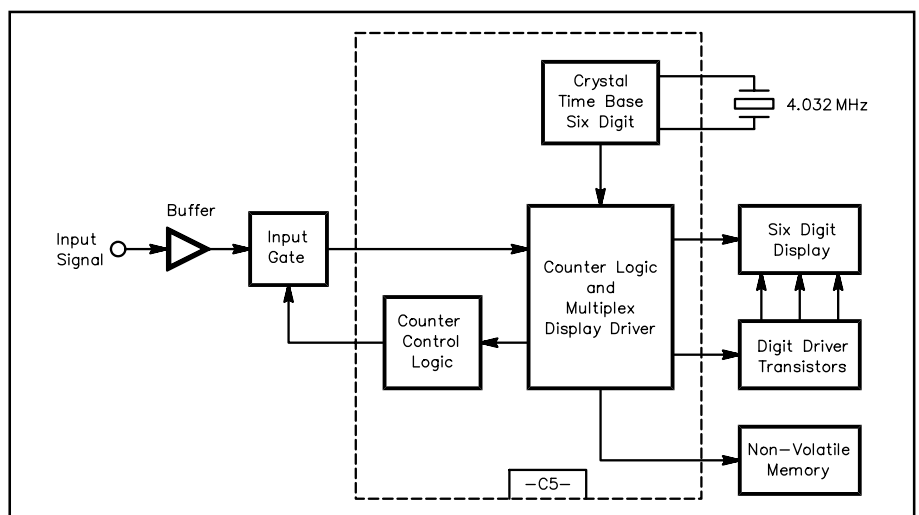 Crystal
Time Base
Six Digit
4.032 MHz
Buffer
Input
Signal
Input
Gate
Counter Logic
and
Multiplex
Display Driver
Six Digit
Display
Counter
Control
Logic
Digit Driver
Transistors
Non-Volatile
Memory
-C5-